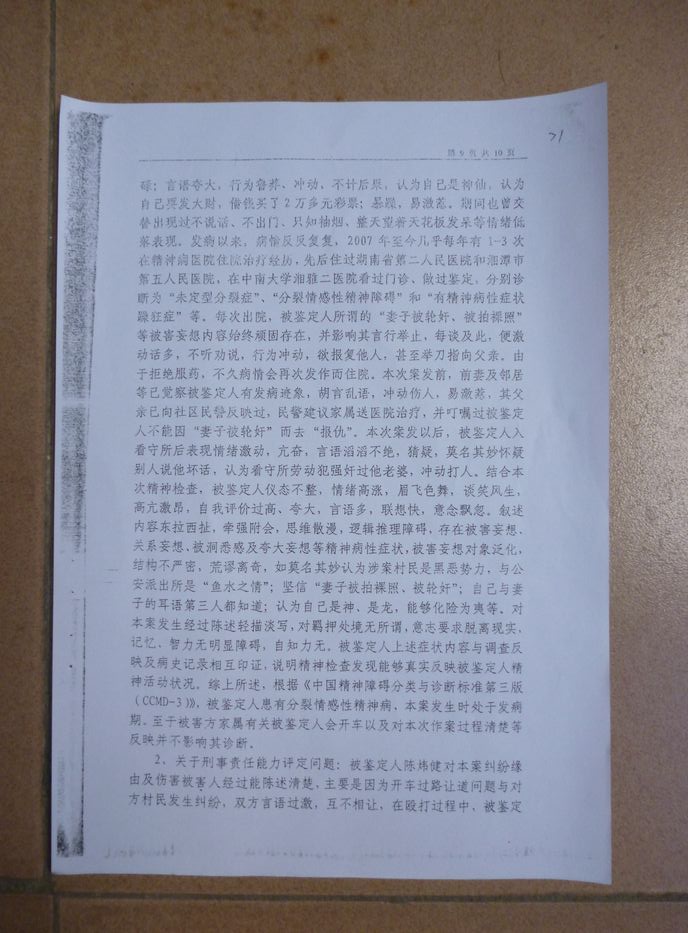 71
第 9 页 共 10 页
碌；言语夸大，行为鲁莽、冲动、不计后果，认为自己是神仙，认为
自己要发大财，借钱买了 2 万多元彩票；暴躁，易激惹。期间也曾交
替出现过不说话、不出门、只知抽烟、整天望着天花板发呆等情绪低
落表现。发病以来，病情反反复复，2007 年至今几乎每年有 1-3 次
在精神病医院住院治疗经历，先后住过湖南省第二人民医院和湘潭市
第五人民医院，在中南大学湘雅二医院看过门诊、做过鉴定，分别诊
断为“未定型分裂症”、“分裂情感性精神障碍”和“有精神病性症状
躁狂症”等。每次出院，被鉴定人所谓的“妻子被轮奸、被拍裸照”
等被害妄想内容始终顽固存在，并影响其言行举止，每谈及此，便激
动话多，不听劝说，行为冲动，欲报复他人，甚至举刀指向父亲。由
于拒绝服药，不久病情会再次发作而住院。本次案发前，前妻及邻居
等已觉察被鉴定人有发病迹象，胡言乱语，冲动伤人，易激惹，其父
亲已向社区民警反映过，民警建议家属送医院治疗，并叮嘱过被鉴定
人不能因“妻子被轮奸”而去“报仇”。本次案发以后，被鉴定人入
看守所后表现情绪激动，亢奋，言语滔滔不绝，猜疑，莫名其妙怀疑
别人说他坏话，认为看守所劳动犯强奸过他老婆，冲动打人。结合本
次精神检查，被鉴定人仪态不整，情绪高涨，眉飞色舞，谈笑风生，
高亢激昂，自我评价过高、夸大，言语多，联想快，意念飘忽。叙述
内容东拉西扯，牵强附会，思维散漫，逻辑推理障碍，存在被害妄想、
关系妄想、被洞悉感及夸大妄想等精神病性症状，被害妄想对象泛化，
结构不严密，荒谬离奇，如莫名其妙认为涉案村民是黑恶势力，与公
安派出所是“鱼水之情”；坚信“妻子被拍裸照、被轮奸”；自己与妻
子的耳语第三人都知道；认为自己是神、是龙，能够化险为夷等。对
本案发生经过陈述轻描淡写，对羁押处境无所谓，意志要求脱离现实，
记忆、智力无明显障碍，自知力无。被鉴定人上述症状内容与调查反
映及病史记录相互印证，说明精神检查发现能够真实反映被鉴定人精
神活动状况。综上所述，根据《中国精神障碍分类与诊断标准第三版
（CCMD-3）》，被鉴定人患有分裂情感性精神病、本案发生时处于发病
期。至于被害方家属有关被鉴定人会开车以及对本次作案过程清楚等
反映并不影响其诊断。
2、关于刑事责任能力评定问题：被鉴定人陈炜健对本案纠纷缘
由及伤害被害人经过能陈述清楚，主要是因为开车过路让道问题与对
方村民发生纠纷，双方言语过激，互不相让，在殴打过程中、被鉴定